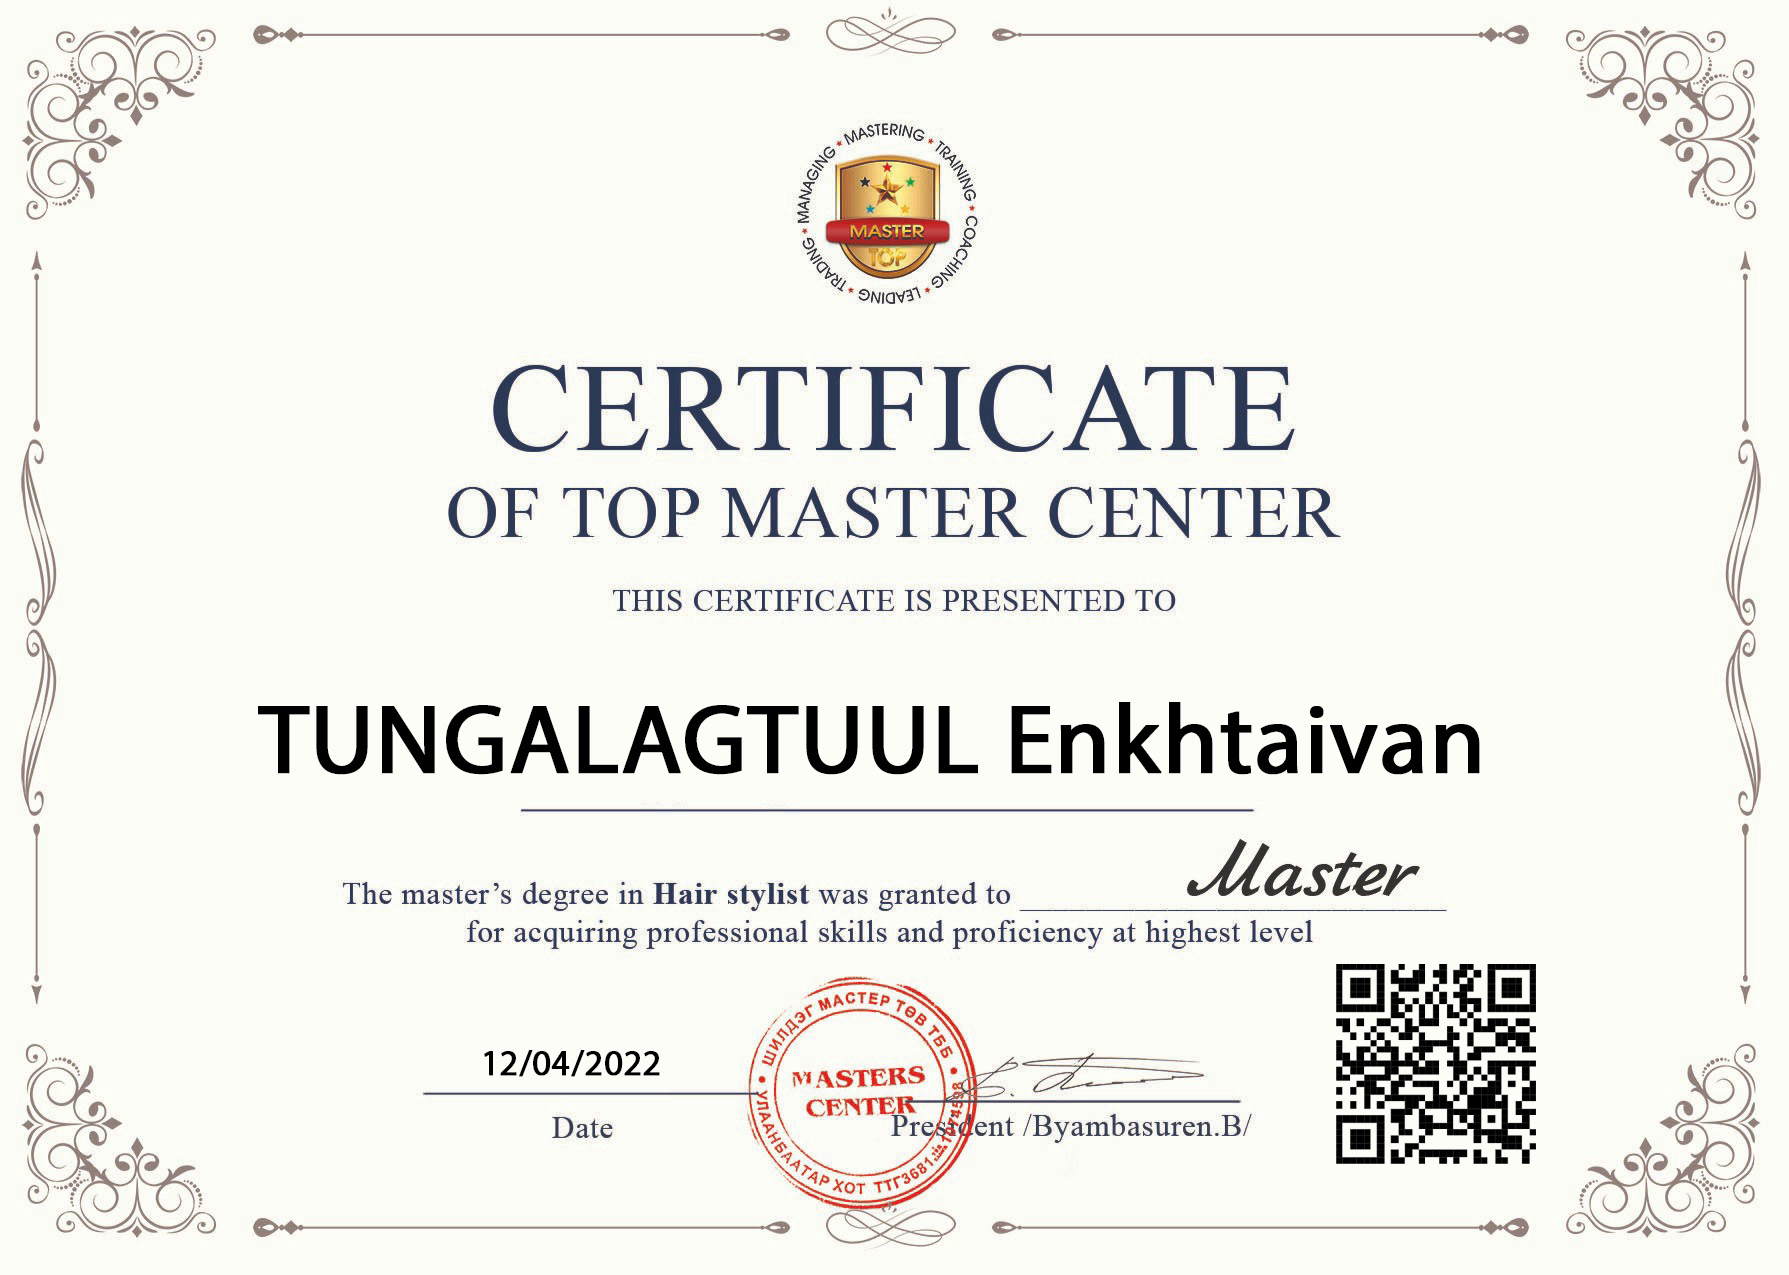 MANAGING * MASTERING * TRAINING * COACHING * LEADING * TRADING *
MASTER
TOP
CERTIFICATE
OF TOP MASTER CENTER
THIS CERTIFICATE IS PRESENTED TO
TUNGALAGTUUL Enkhtaivan
The master’s degree in Hair stylist was granted to Master
for acquiring professional skills and proficiency at highest level
12/04/2022
Date
• ШИЛДЭГ МАСТЕР ТӨВ ТББ •
MASTERS
CENTER
УЛААНБААТАР ХОТ ТТГ3681
President /Byambasuren.B/